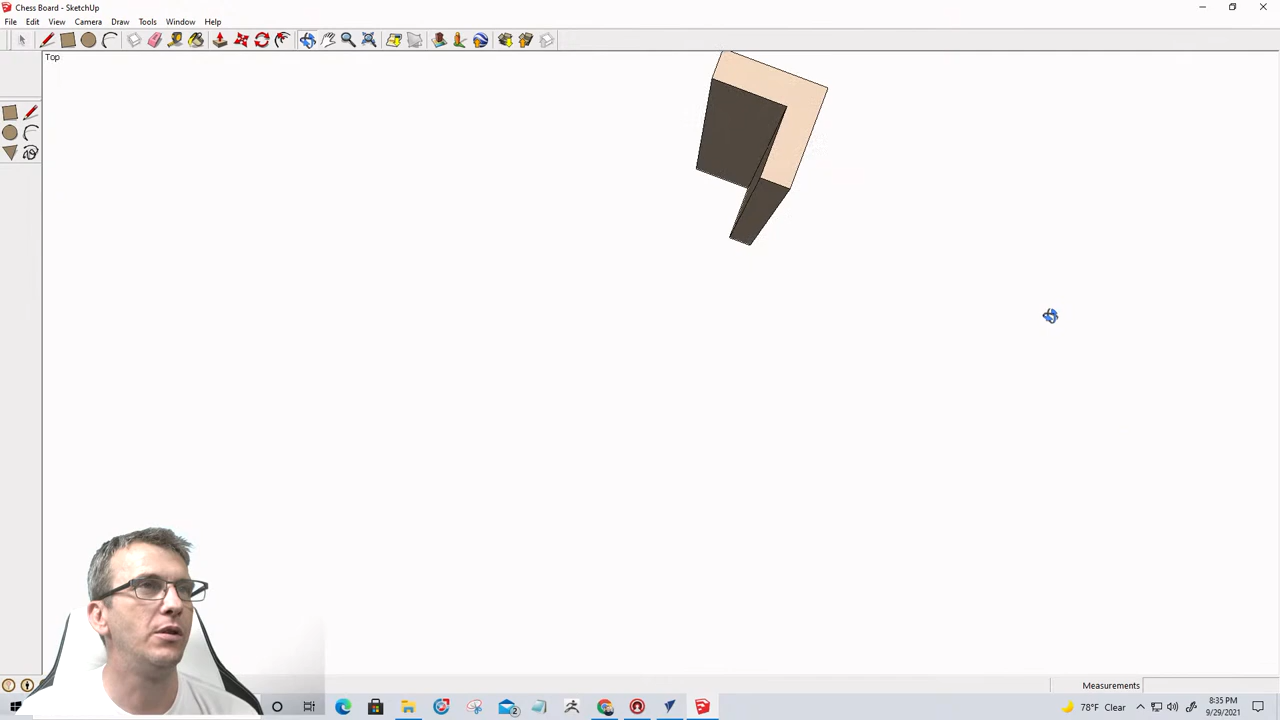 Chess Board - SketchUp
File Edit View Camera Draw Tools Window Help
Top
Measurements
2
78°F Clear
8:35 PM
9/29/2021